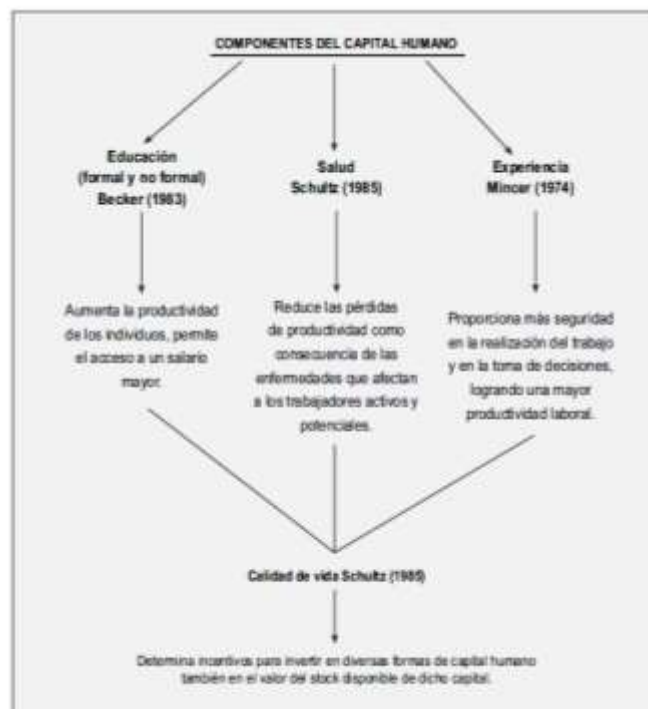 COMPONENTES DEL CAPITAL HUMANO
Educación
(formal y no formal)
Becker (1983)
Salud
Schultz (1985)
Experiencia
Mincer (1974)
Aumenta la productividad
de los individuos, permite
el acceso a un salario
mayor.
Reduce las pérdidas
de productividad como
consecuencia de las
enfermedades que afectan
a los trabajadores activos y
potenciales.
Proporciona más seguridad
en la realización del trabajo
y en la toma de decisiones,
logrando una mayor
productividad laboral.
Calidad de vida Schultz (1985)
Determina incentivos para invertir en diversas formas de capital humano
también en el valor del stock disponible de dicho capital.